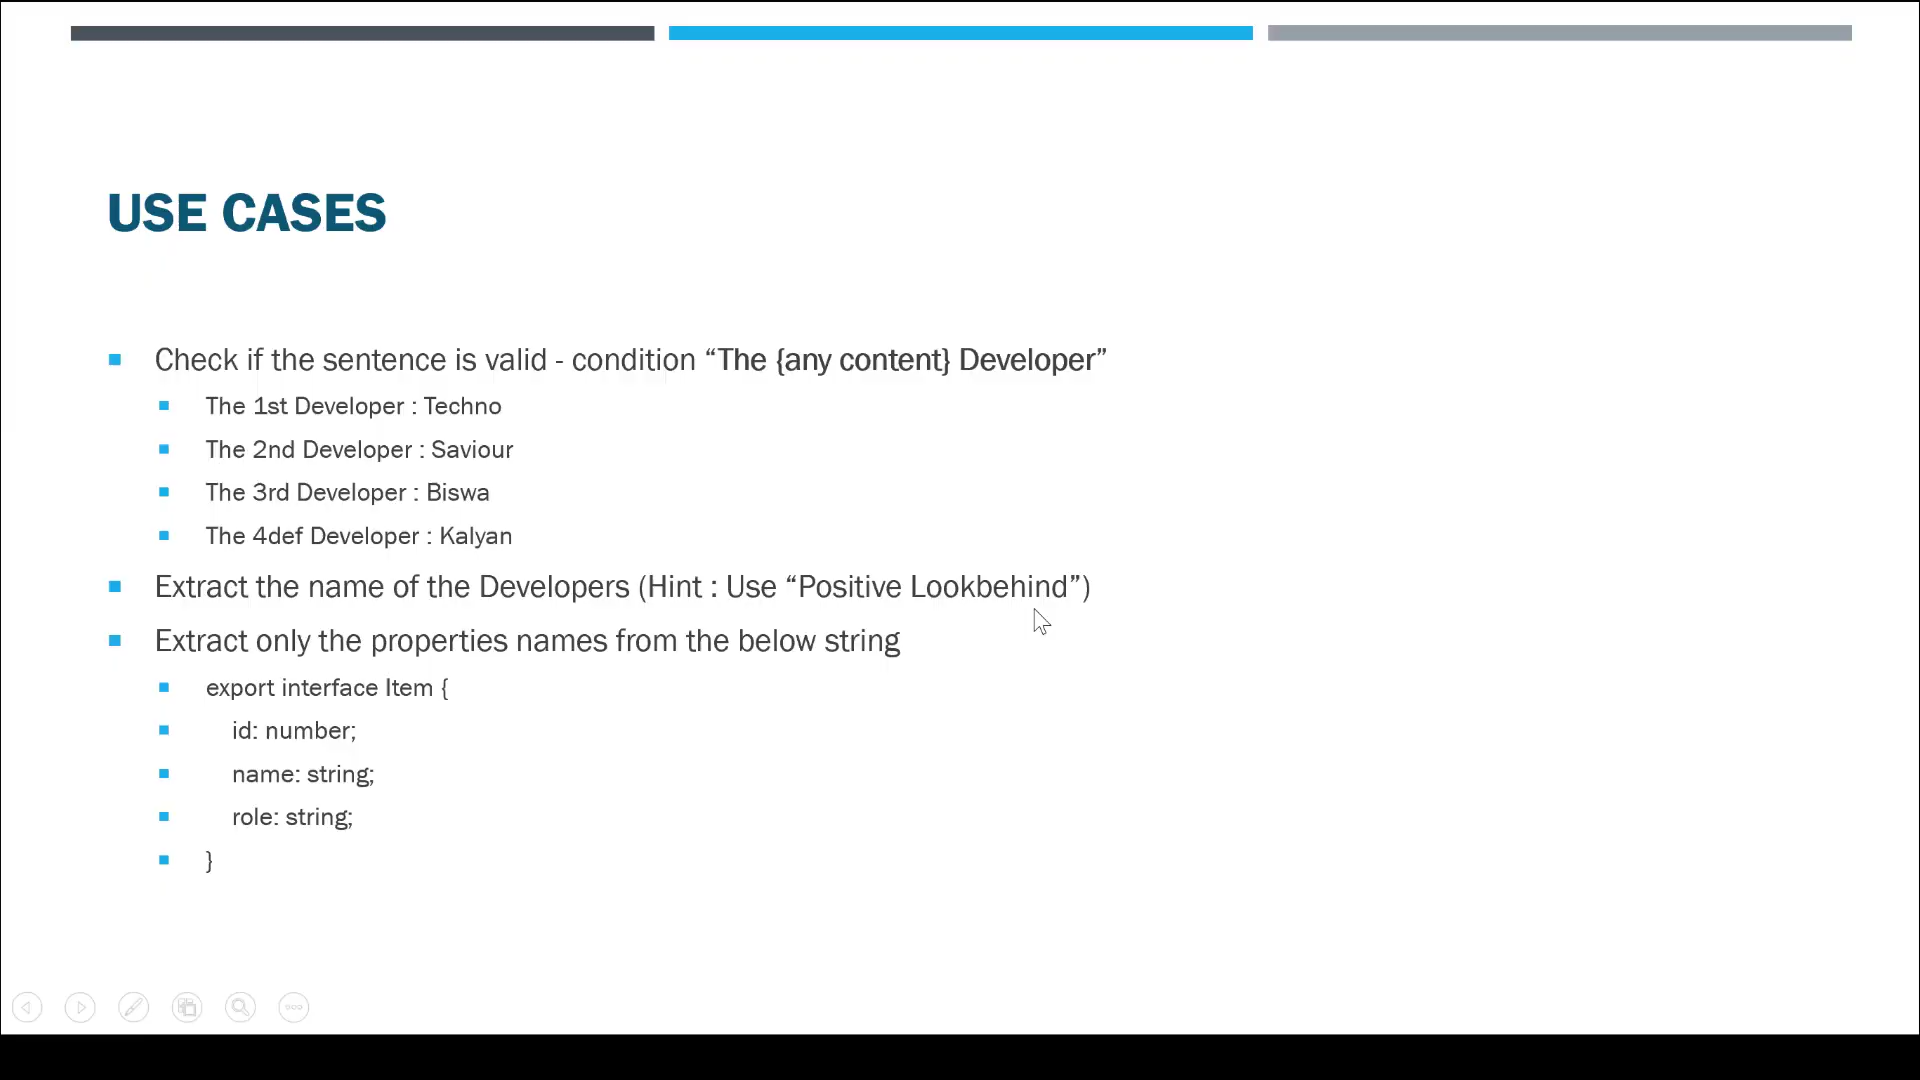 USE CASES
Check if the sentence is valid - condition “The {any content} Developer”
The 1st Developer : Techno
The 2nd Developer : Saviour
The 3rd Developer : Biswa
The 4def Developer : Kalyan
Extract the name of the Developers (Hint : Use “Positive Lookbehind”)
Extract only the properties names from the below string
export interface Item {
id: number;
name: string;
role: string;
}